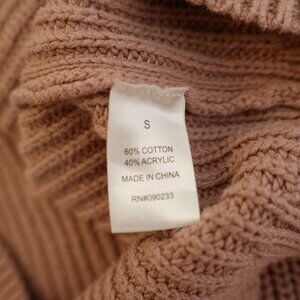 S
60% COTTON
40% ACRYLIC
MADE IN CHINA
RN#090233